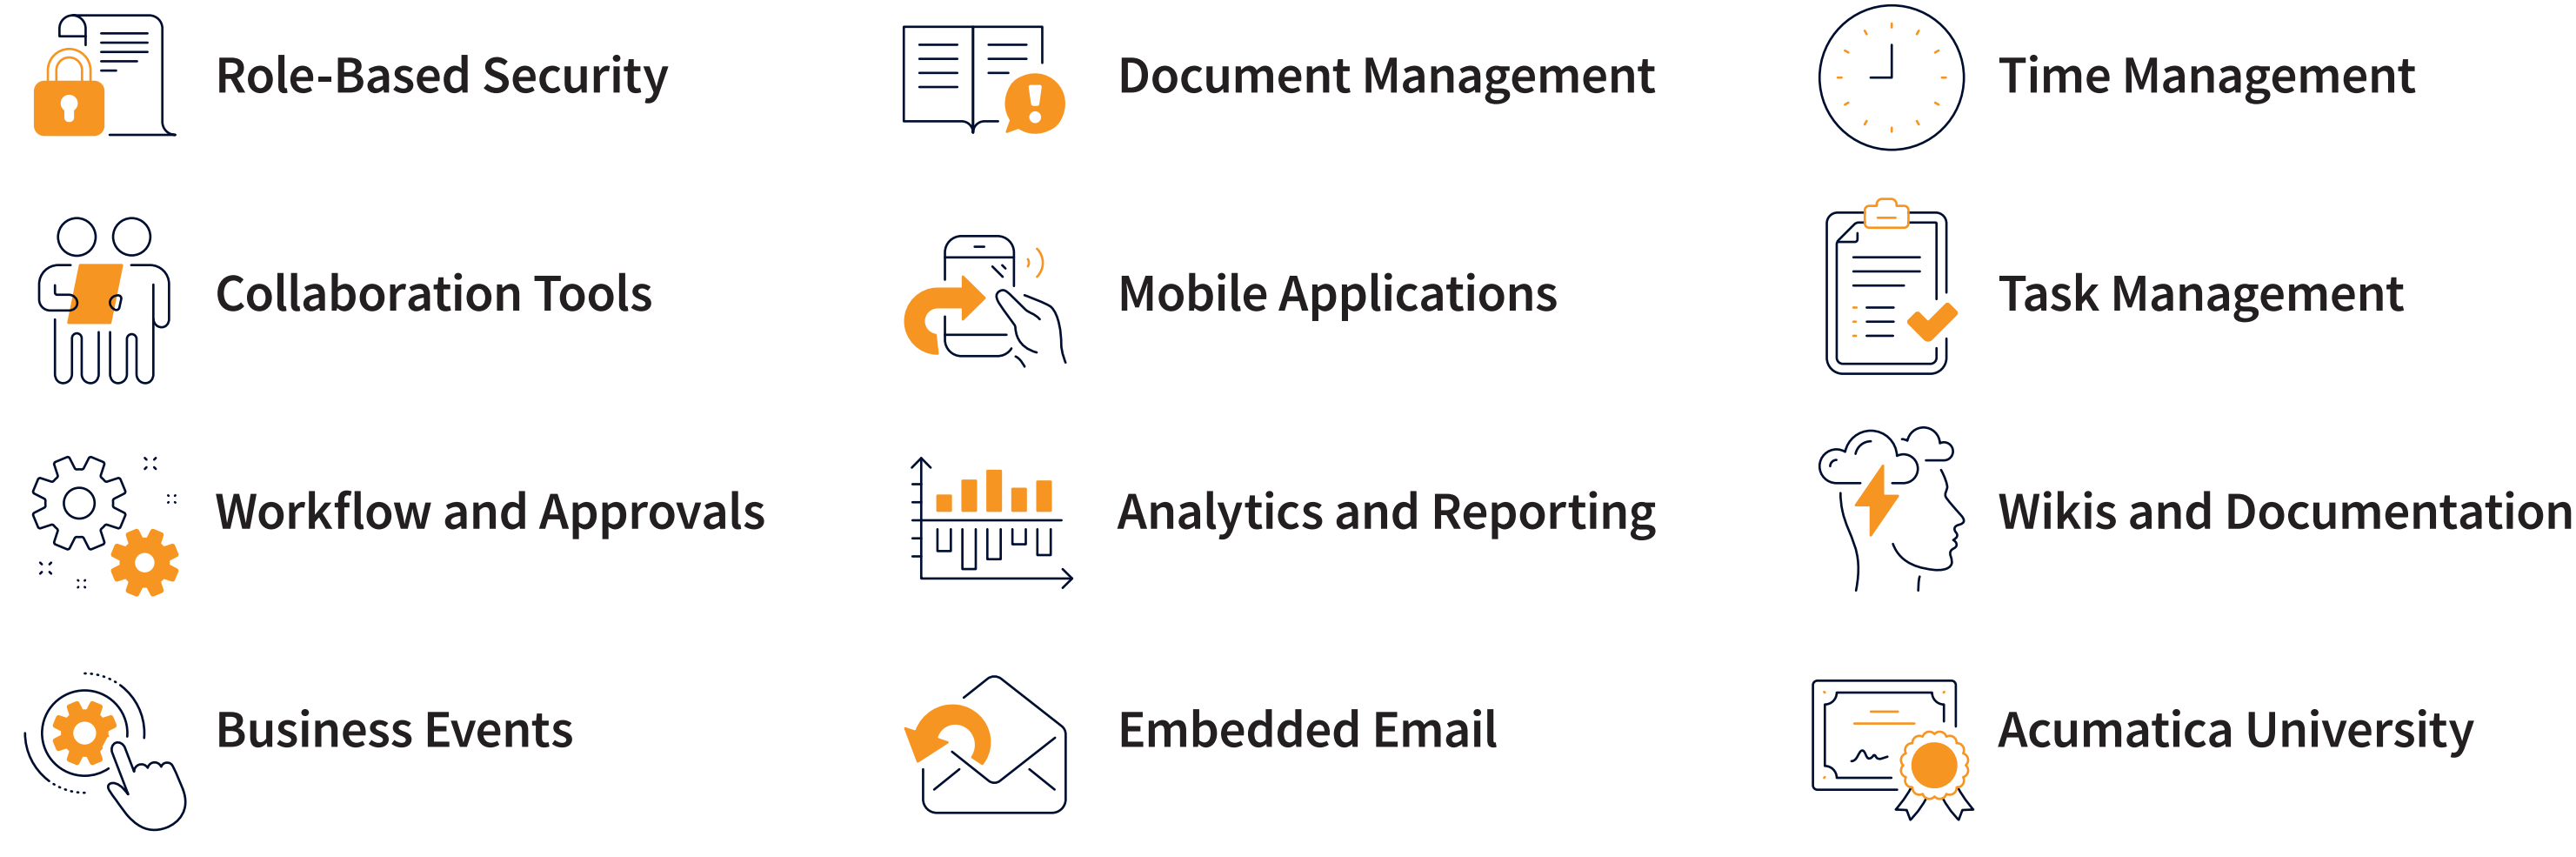 Role-Based Security
Document Management
Time Management
Collaboration Tools
Mobile Applications
Task Management
Workflow and Approvals
Analytics and Reporting
Wikis and Documentation
Business Events
Embedded Email
Acumatica University